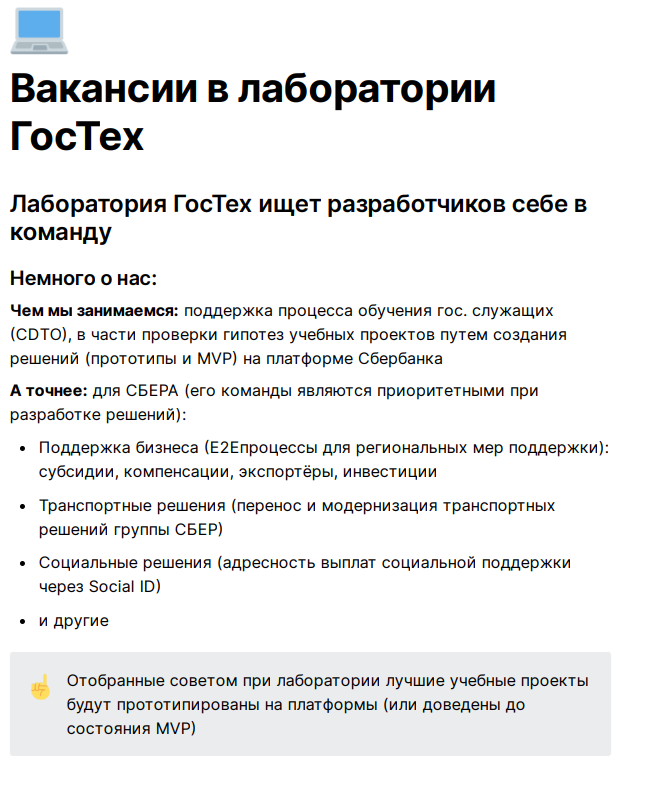 Вакансии в лаборатории
ГосТех
Лаборатория ГосТех ищет разработчиков себе в
команду
Немного о нас:
Чем мы занимаемся: поддержка процесса обучения гос. служащих
(CDTO), в части проверки гипотез учебных проектов путем создания
решений (прототипы и MVP) на платформе Сбербанка
А точнее: для СБЕРА (его команды являются приоритетными при
разработке решений):
• Поддержка бизнеса (E2Eпроцессы для региональных мер поддержки):
субсидии, компенсации, экспортёры, инвестиции
• Транспортные решения (перенос и модернизация транспортных
решений группы СБЕР)
• Социальные решения (адресность выплат социальной поддержки
через Social ID)
• и другие
Отобранные советом при лаборатории лучшие учебные проекты
будут прототипированы на платформы (или доведены до
состояния MVP)